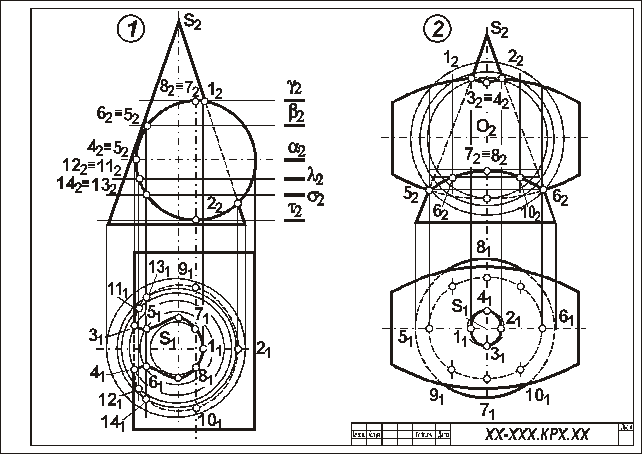 1
S₂
8₂≡7₂ 1₂
γ₂
6₂≡5₂
β₂
4₂≡5₂
α₂
12₂≡11₂
λ₂
14₂≡13₂
σ₂
2₂
τ₂
13₁ 9₁
11₁
5₁ 7₁
3₁ S₁ 1₁ 2₁
4₁ 6₁ 8₁
12₁
14₁ 10₁
2
S₂
1₂ 2₂
3₂≡4₂
O₂
7₂≡8₂
5₂ 6₂
6₂ 10₂
8₁
S₁ 4₁
5₁ 1₁ 2₁ 6₁
3₁
9₁ 10₁
7₁
XX-XXX.KPX.XX